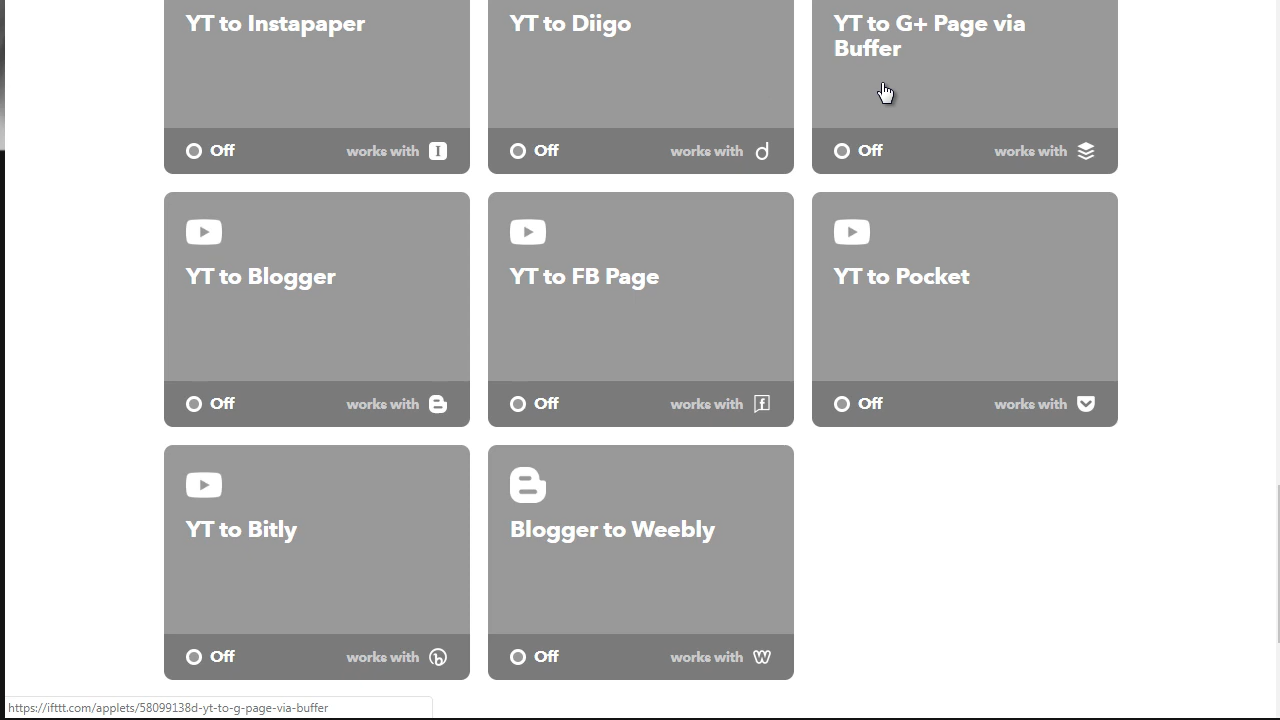 YT to Instapaper
YT to Diigo
YT to G+ Page via
Buffer
Off
works with
Off
works with
Off
works with
YT to Blogger
YT to FB Page
YT to Pocket
Off
works with
Off
works with
Off
works with
YT to Bitly
Blogger to Weebly
Off
works with
Off
works with
https://ifttt.com/applets/58099138d-yt-to-g-page-via-buffer